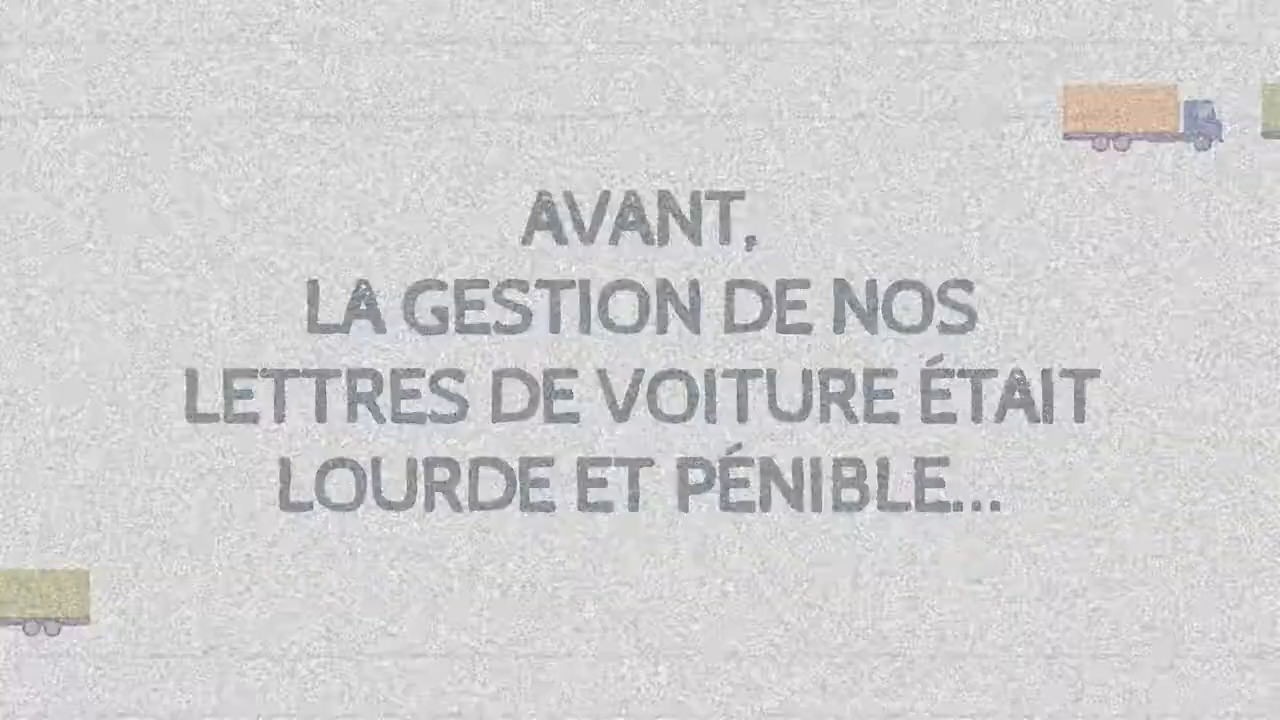 AVANT,
LA GESTION DE NOS
LETTRES DE VOITURE ÉTAIT
LOURDE ET PÉNIBLE...